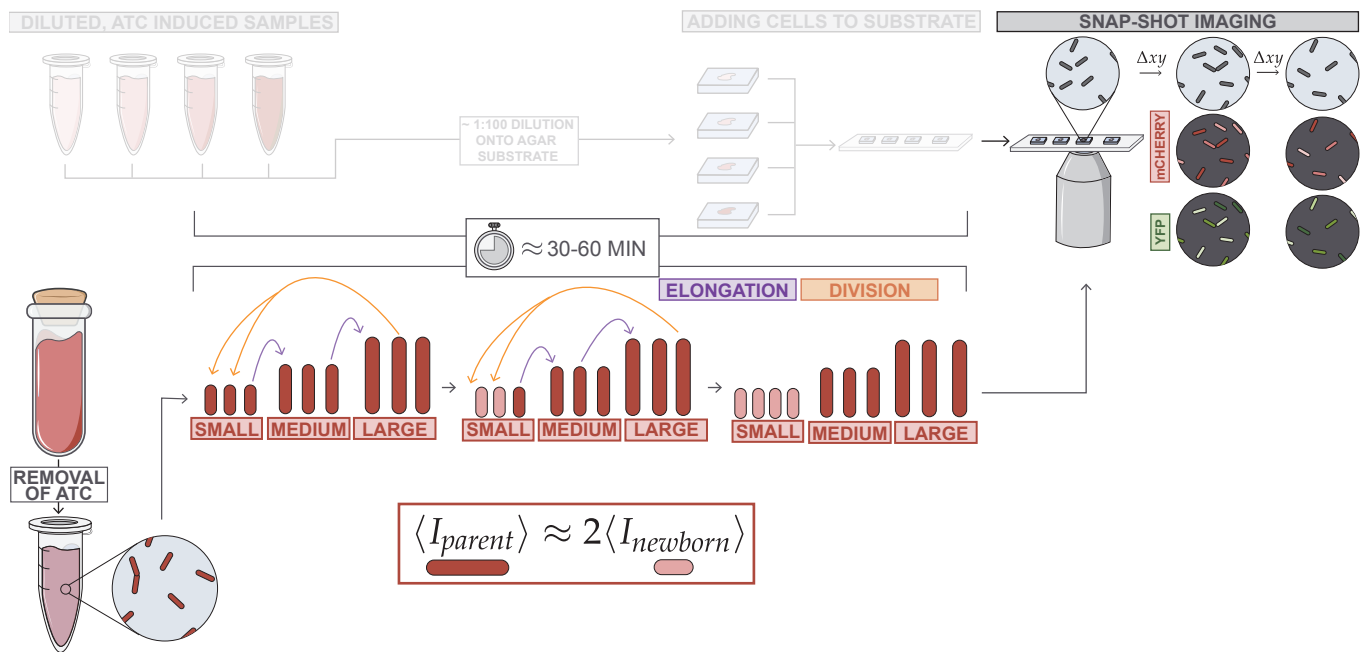 DILUTED, ATC INDUCED SAMPLES
ADDING CELLS TO SUBSTRATE
SNAP-SHOT IMAGING
Δxy
Δxy
~ 1:100 DILUTION
ONTO AGAR
SUBSTRATE
mCHERRY
YFP
≈ 30-60 MIN
ELONGATION
DIVISION
SMALL
MEDIUM
LARGE
SMALL
MEDIUM
LARGE
SMALL
MEDIUM
LARGE
REMOVAL
OF ATC
⟨I_parent⟩ ≈ 2⟨I_newborn⟩